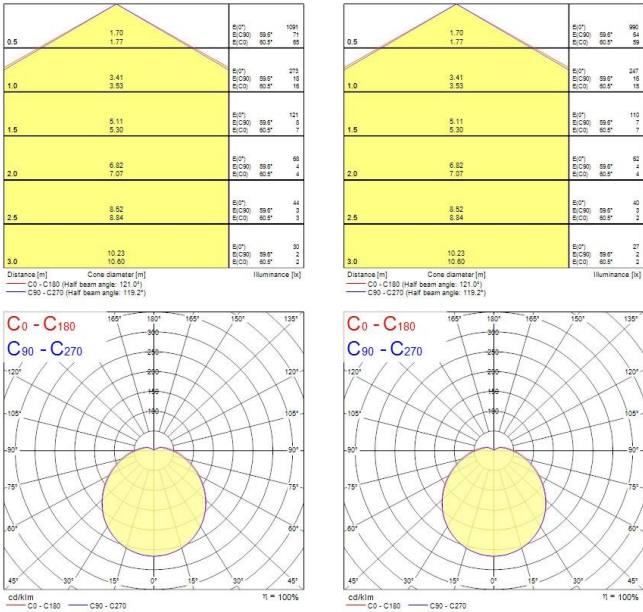 1.70
E(0°) 1091
E(C90) 59.6° 71
0.5 1.77 E(C0) 60.5° 65
3.41
E(0°) 273
E(C90) 59.6° 18
1.0 3.53 E(C0) 60.5° 16
5.11
E(0°) 121
E(C90) 59.6° 8
1.5 5.30 E(C0) 60.5° 7
6.82
E(0°) 68
E(C90) 59.6° 4
2.0 7.07 E(C0) 60.5° 4
8.52
E(0°) 44
E(C90) 59.6° 3
2.5 8.84 E(C0) 60.5° 3
10.23
E(0°) 30
E(C90) 59.6° 2
3.0 10.60 E(C0) 60.5° 2
Distance [m] Cone diameter [m] Illuminance [lx]
C0 - C180 (Half beam angle: 121.0°)
C90 - C270 (Half beam angle: 119.2°)
1.70
E(0°) 990
E(C90) 59.6° 64
0.5 1.77 E(C0) 60.5° 59
3.41
E(0°) 247
E(C90) 59.6° 16
1.0 3.53 E(C0) 60.5° 15
5.11
E(0°) 110
E(C90) 59.6° 7
1.5 5.30 E(C0) 60.5° 7
6.82
E(0°) 62
E(C90) 59.6° 4
2.0 7.07 E(C0) 60.5° 4
8.52
E(0°) 40
E(C90) 59.6° 3
2.5 8.84 E(C0) 60.5° 2
10.23
E(0°) 27
E(C90) 59.6° 2
3.0 10.60 E(C0) 60.5° 2
Distance [m] Cone diameter [m] Illuminance [lx]
C0 - C180 (Half beam angle: 121.0°)
C90 - C270 (Half beam angle: 119.2°)
C0 - C180
C90 - C270
165° 180° 165° 150° 135°
300
250
120° 200 120°
150
105° 100 105°
90° 90°
75° 75°
60° 60°
45° 30° 15° 0° 15° 30° 45°
cd/klm η = 100%
C0 - C180 C90 - C270
C0 - C180
C90 - C270
165° 180° 165° 150° 135°
300
250
120° 200 120°
150
105° 100 105°
90° 90°
75° 75°
60° 60°
45° 30° 15° 0° 15° 30° 45°
cd/klm η = 100%
C0 - C180 C90 - C270